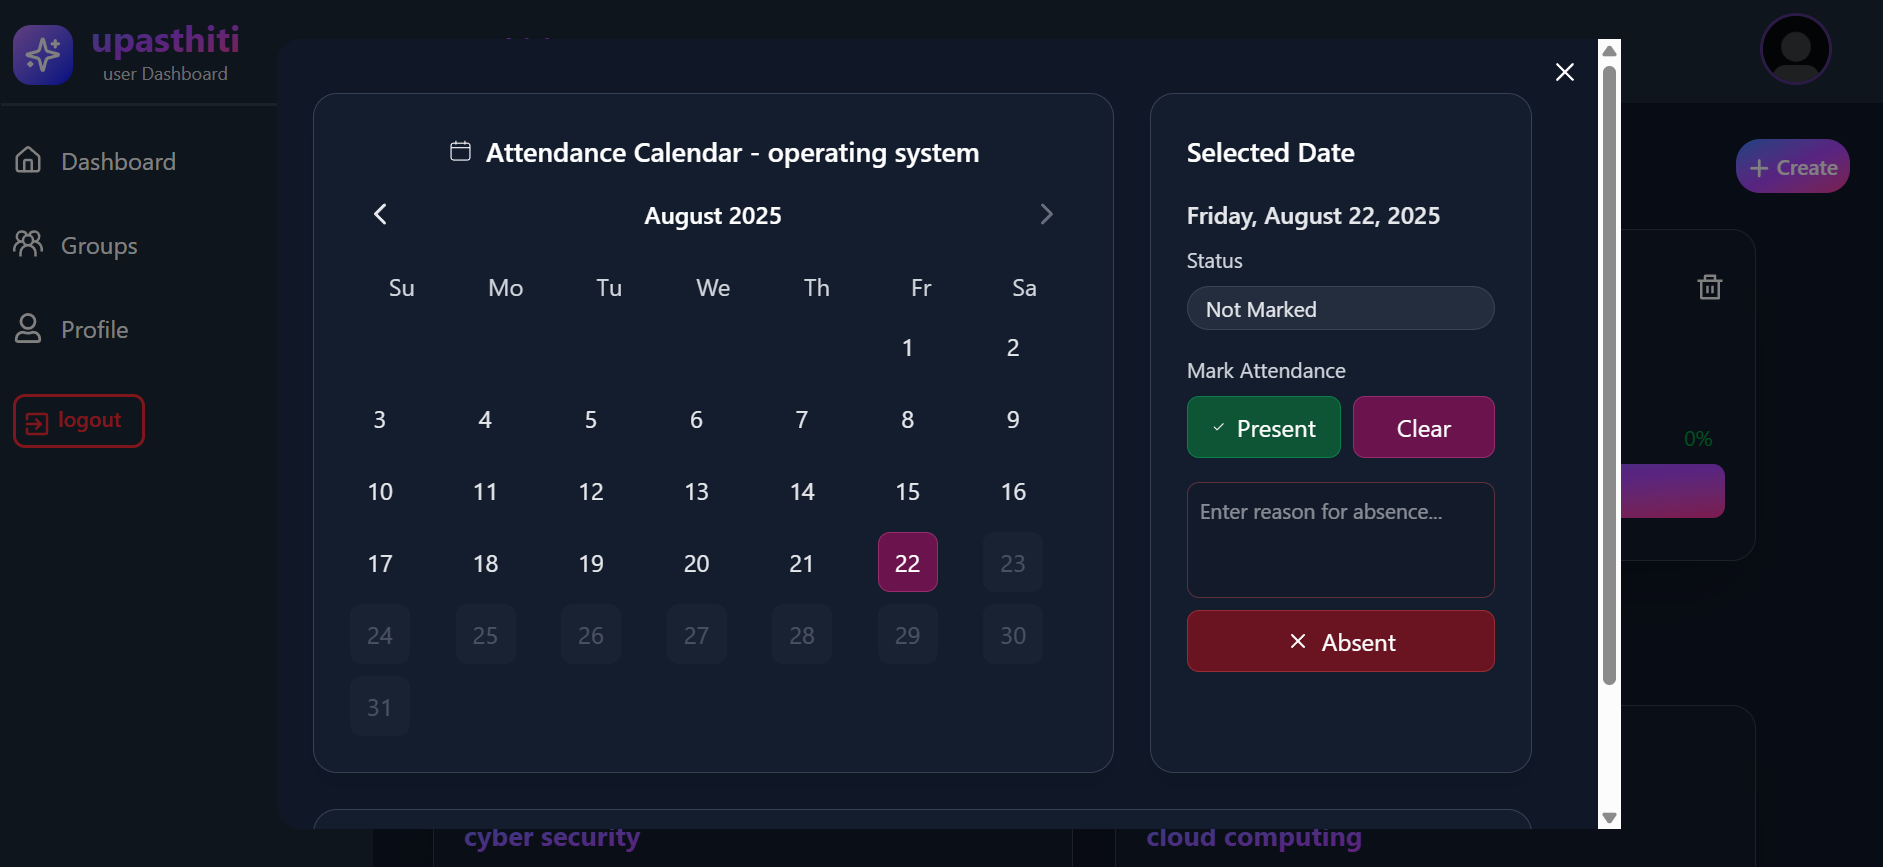 upasthiti
user Dashboard
Dashboard
Groups
Profile
logout
Create
0%
Attendance Calendar - operating system
August 2025
Su Mo Tu We Th Fr Sa
1 2
3 4 5 6 7 8 9
10 11 12 13 14 15 16
17 18 19 20 21 22 23
24 25 26 27 28 29 30
31
Selected Date
Friday, August 22, 2025
Status
Not Marked
Mark Attendance
Present Clear
Enter reason for absence...
Absent
cyber security
cloud computing